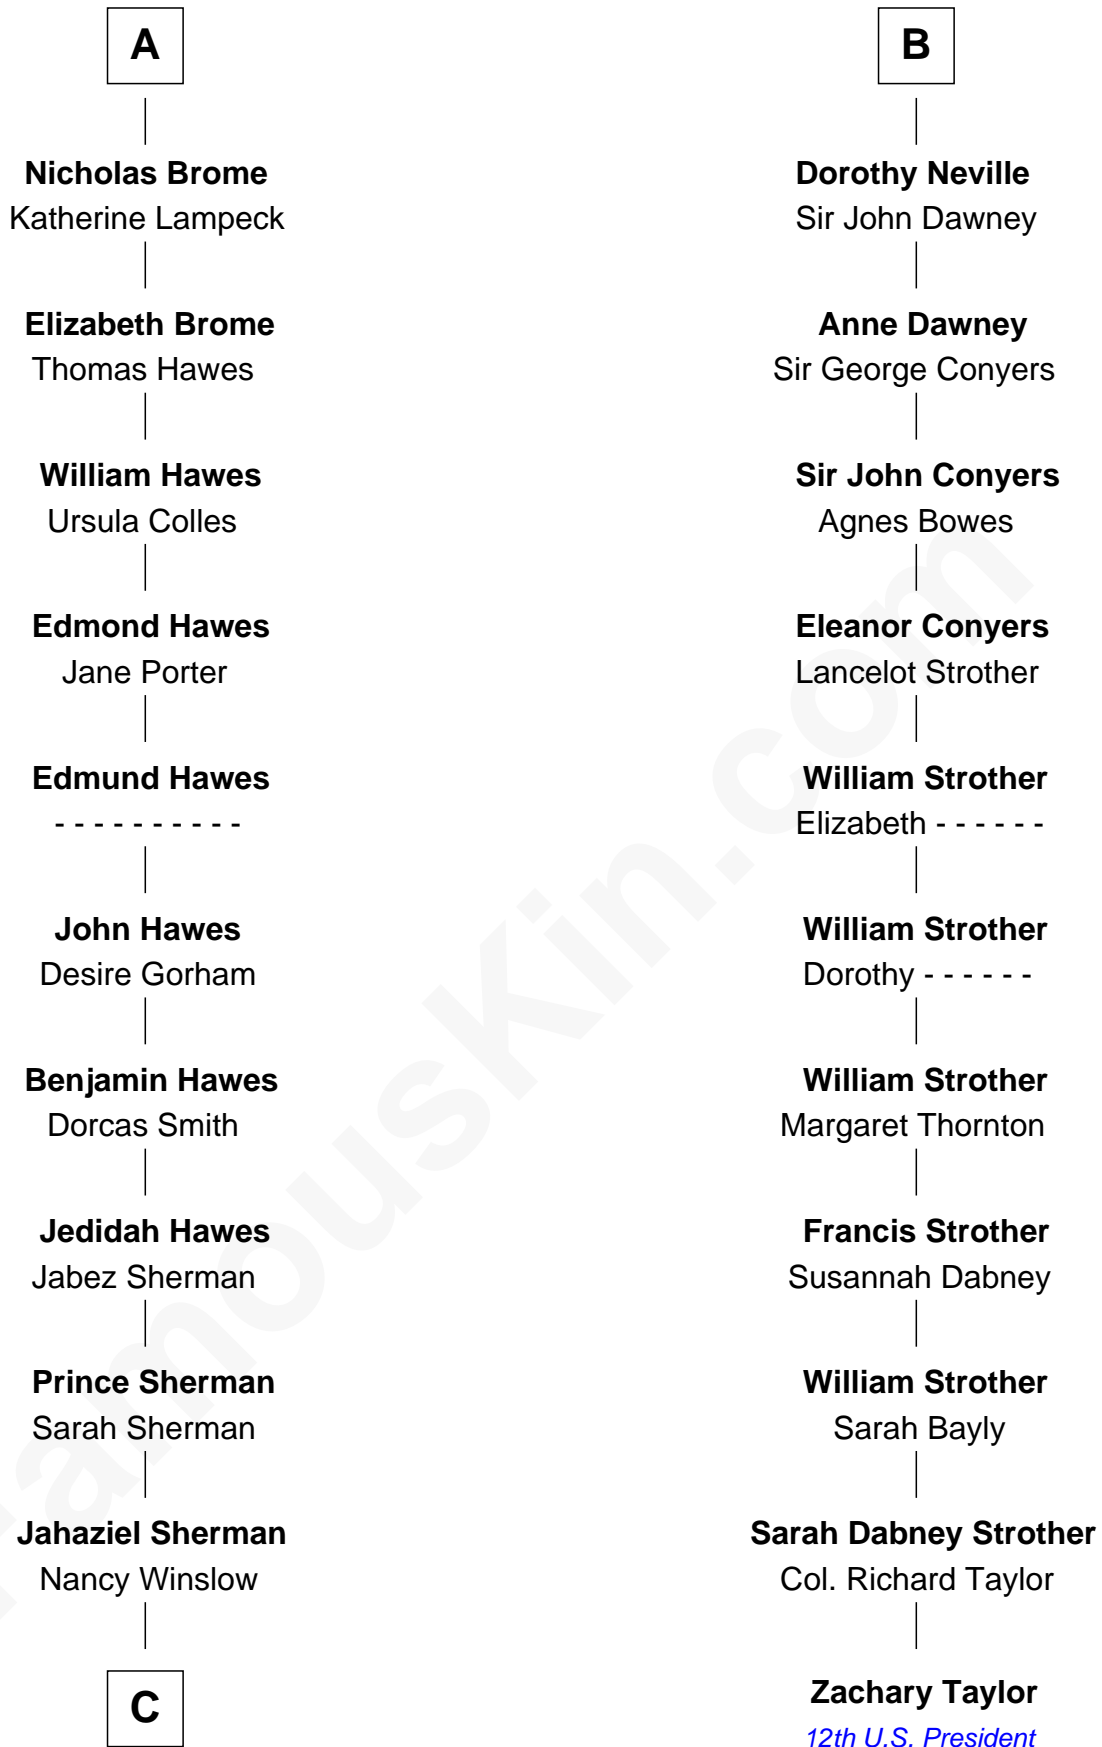 A
Nicholas Brome
Katherine Lampeck
Elizabeth Brome
Thomas Hawes
William Hawes
Ursula Colles
Edmond Hawes
Jane Porter
Edmund Hawes
- - - - - - - - - -
John Hawes
Desire Gorham
Benjamin Hawes
Dorcas Smith
Jedidah Hawes
Jabez Sherman
Prince Sherman
Sarah Sherman
Jahaziel Sherman
Nancy Winslow
C
B
Dorothy Neville
Sir John Dawney
Anne Dawney
Sir George Conyers
Sir John Conyers
Agnes Bowes
Eleanor Conyers
Lancelot Strother
William Strother
Elizabeth - - - - - -
William Strother
Dorothy - - - - - -
William Strother
Margaret Thornton
Francis Strother
Susannah Dabney
William Strother
Sarah Bayly
Sarah Dabney Strother
Col. Richard Taylor
Zachary Taylor
12th U.S. President
FamousKin.com